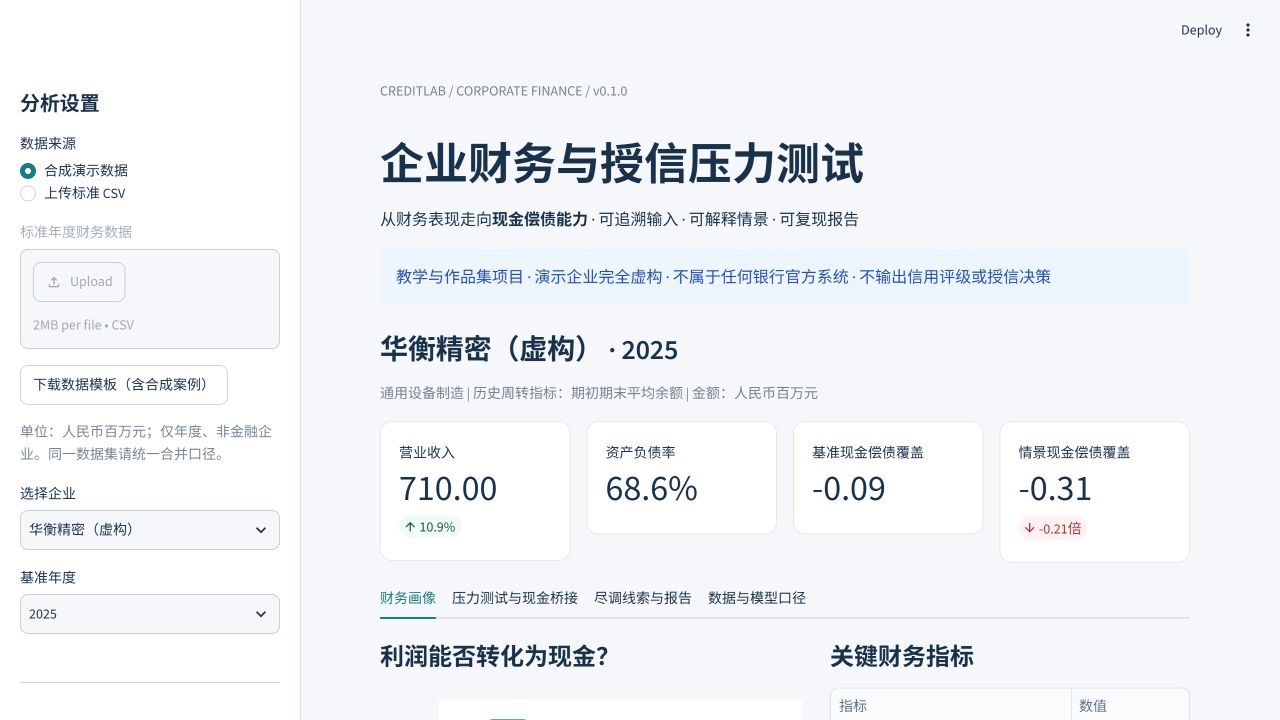 Deploy
分析设置
数据来源
合成演示数据
上传标准 CSV
标准年度财务数据
Upload
2MB per file • CSV
下载数据模板（含合成案例）
单位：人民币百万元；仅年度、非金融企
业。同一数据集请统一合并口径。
选择企业
华衡精密（虚构）
基准年度
2025
CREDITLAB / CORPORATE FINANCE / v0.1.0
企业财务与授信压力测试
从财务表现走向现金偿债能力 · 可追溯输入 · 可解释情景 · 可复现报告
教学与作品集项目 · 演示企业完全虚构 · 不属于任何银行官方系统 · 不输出信用评级或授信决策
华衡精密（虚构） · 2025
通用设备制造 | 历史周转指标：期初期末平均余额 | 金额：人民币百万元
营业收入
710.00
↑ 10.9%
资产负债率
68.6%
基准现金偿债覆盖
-0.09
情景现金偿债覆盖
-0.31
↓ -0.21倍
财务画像 压力测试与现金桥接 尽调线索与报告 数据与模型口径
利润能否转化为现金？
关键财务指标
指标 数值